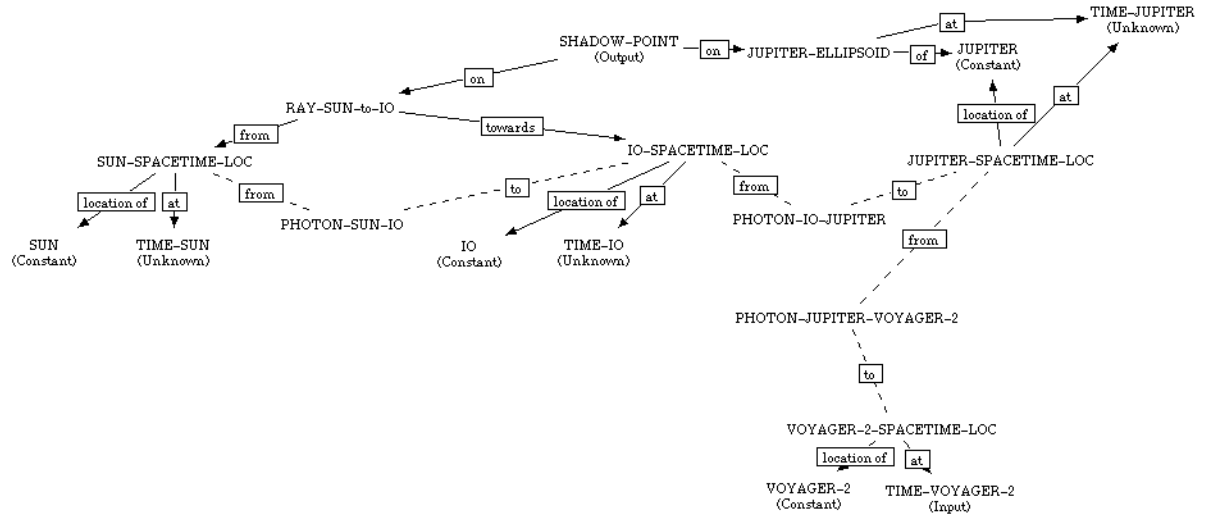 TIME-JUPITER
(Unknown)
at
SHADOW-POINT
(Output)
on
JUPITER-ELLIPSOID
of
JUPITER
(Constant)
on
at
RAY-SUN-to-IO
location of
from
towards
SUN-SPACETIME-LOC
IO-SPACETIME-LOC
JUPITER-SPACETIME-LOC
location of
at
from
to
location of
at
from
to
PHOTON-SUN-IO
PHOTON-IO-JUPITER
SUN
(Constant)
TIME-SUN
(Unknown)
IO
(Constant)
TIME-IO
(Unknown)
from
PHOTON-JUPITER-VOYAGER-2
to
VOYAGER-2-SPACETIME-LOC
location of
at
VOYAGER-2
(Constant)
TIME-VOYAGER-2
(Input)